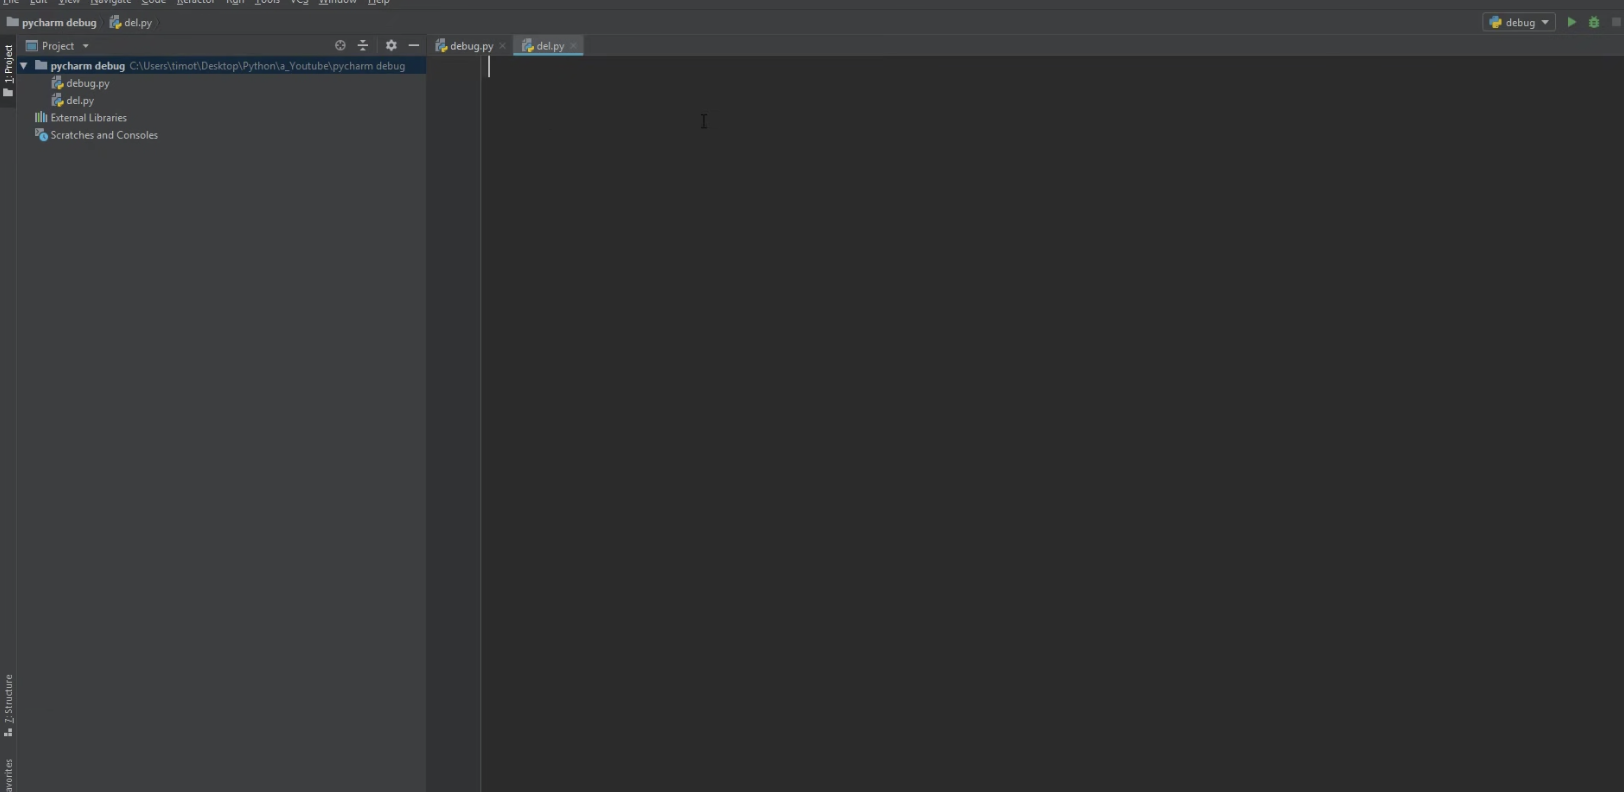 File Edit View Navigate Code Refactor Run Tools VCS Window Help
pycharm debug del.py debug
1: Project
Project debug.py del.py
pycharm debug C:\Users\timot\Desktop\Python\a_Youtube\pycharm debug
debug.py
del.py
External Libraries
Scratches and Consoles
7: Structure
avorites